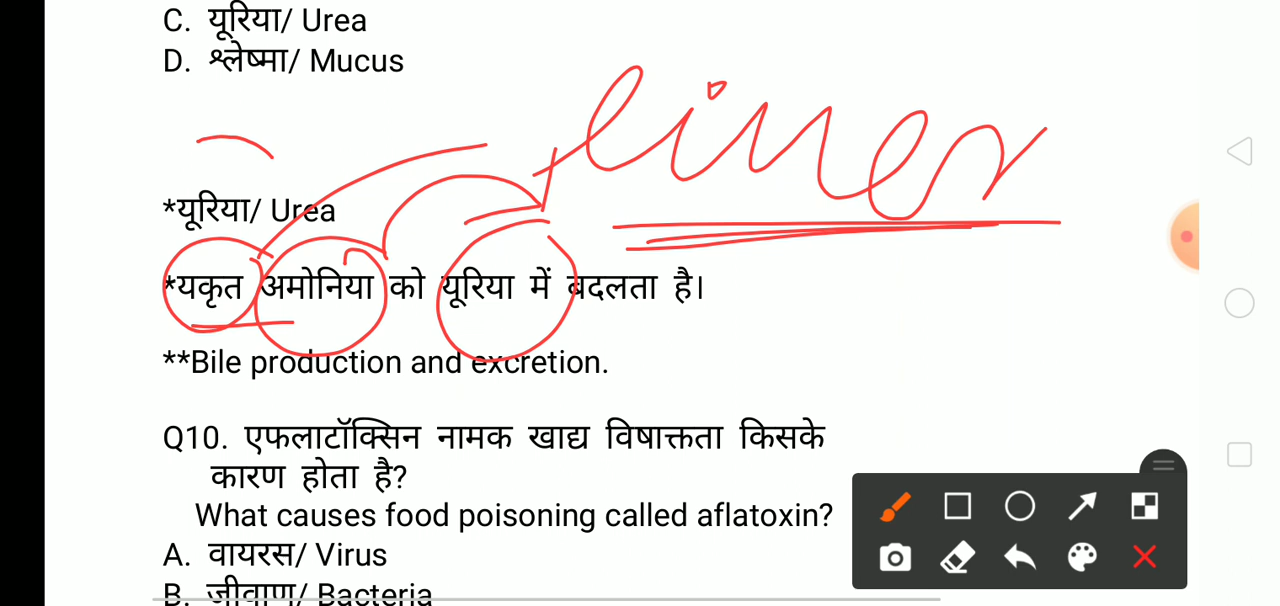 C. यूरिया/ Urea
D. श्लेष्मा/ Mucus
liver
*यूरिया/ Urea
*यकृत अमोनिया को यूरिया में बदलता है।
**Bile production and excretion.
Q10. एफलाटॉक्सिन नामक खाद्य विषाक्तता किसके
कारण होता है?
What causes food poisoning called aflatoxin?
A. वायरस/ Virus
B. जीवाणु/ Bacteria